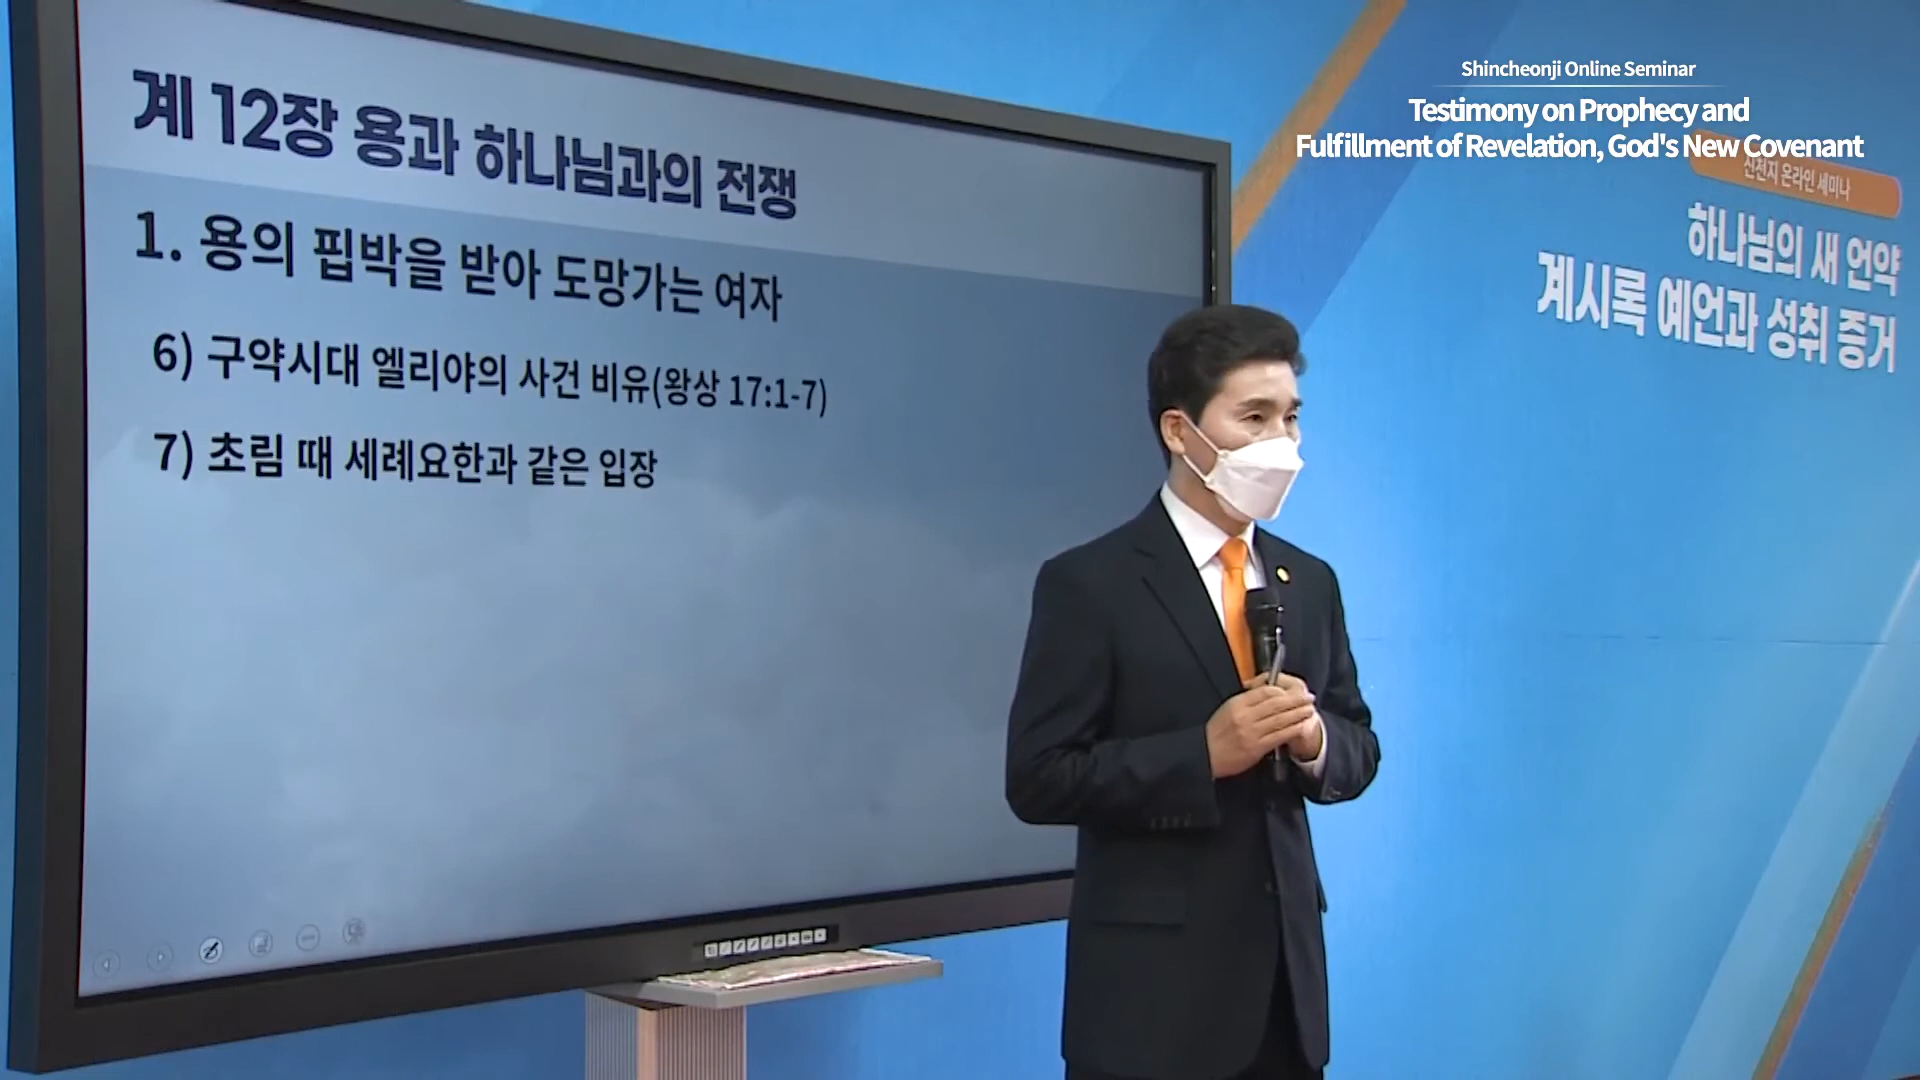 계 12장 용과 하나님과의 전쟁
1. 용의 핍박을 받아 도망가는 여자
6) 구약시대 엘리야의 사건 비유(왕상 17:1-7)
7) 초림 때 세례요한과 같은 입장
Shincheonji Online Seminar
Testimony on Prophecy and
Fulfillment of Revelation, God's New Covenant
신천지 온라인 세미나
하나님의 새 언약
계시록 예언과 성취 증거